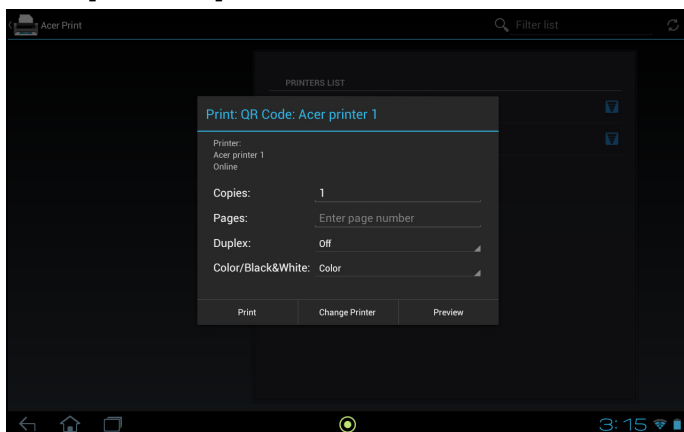 Acer Print
Filter list
PRINTERS LIST
Print: QR Code: Acer printer 1
Printer:
Acer printer 1
Online
Copies: 1
Pages: Enter page number
Duplex: Off
Color/Black&White: Color
Print Change Printer Preview
3:15